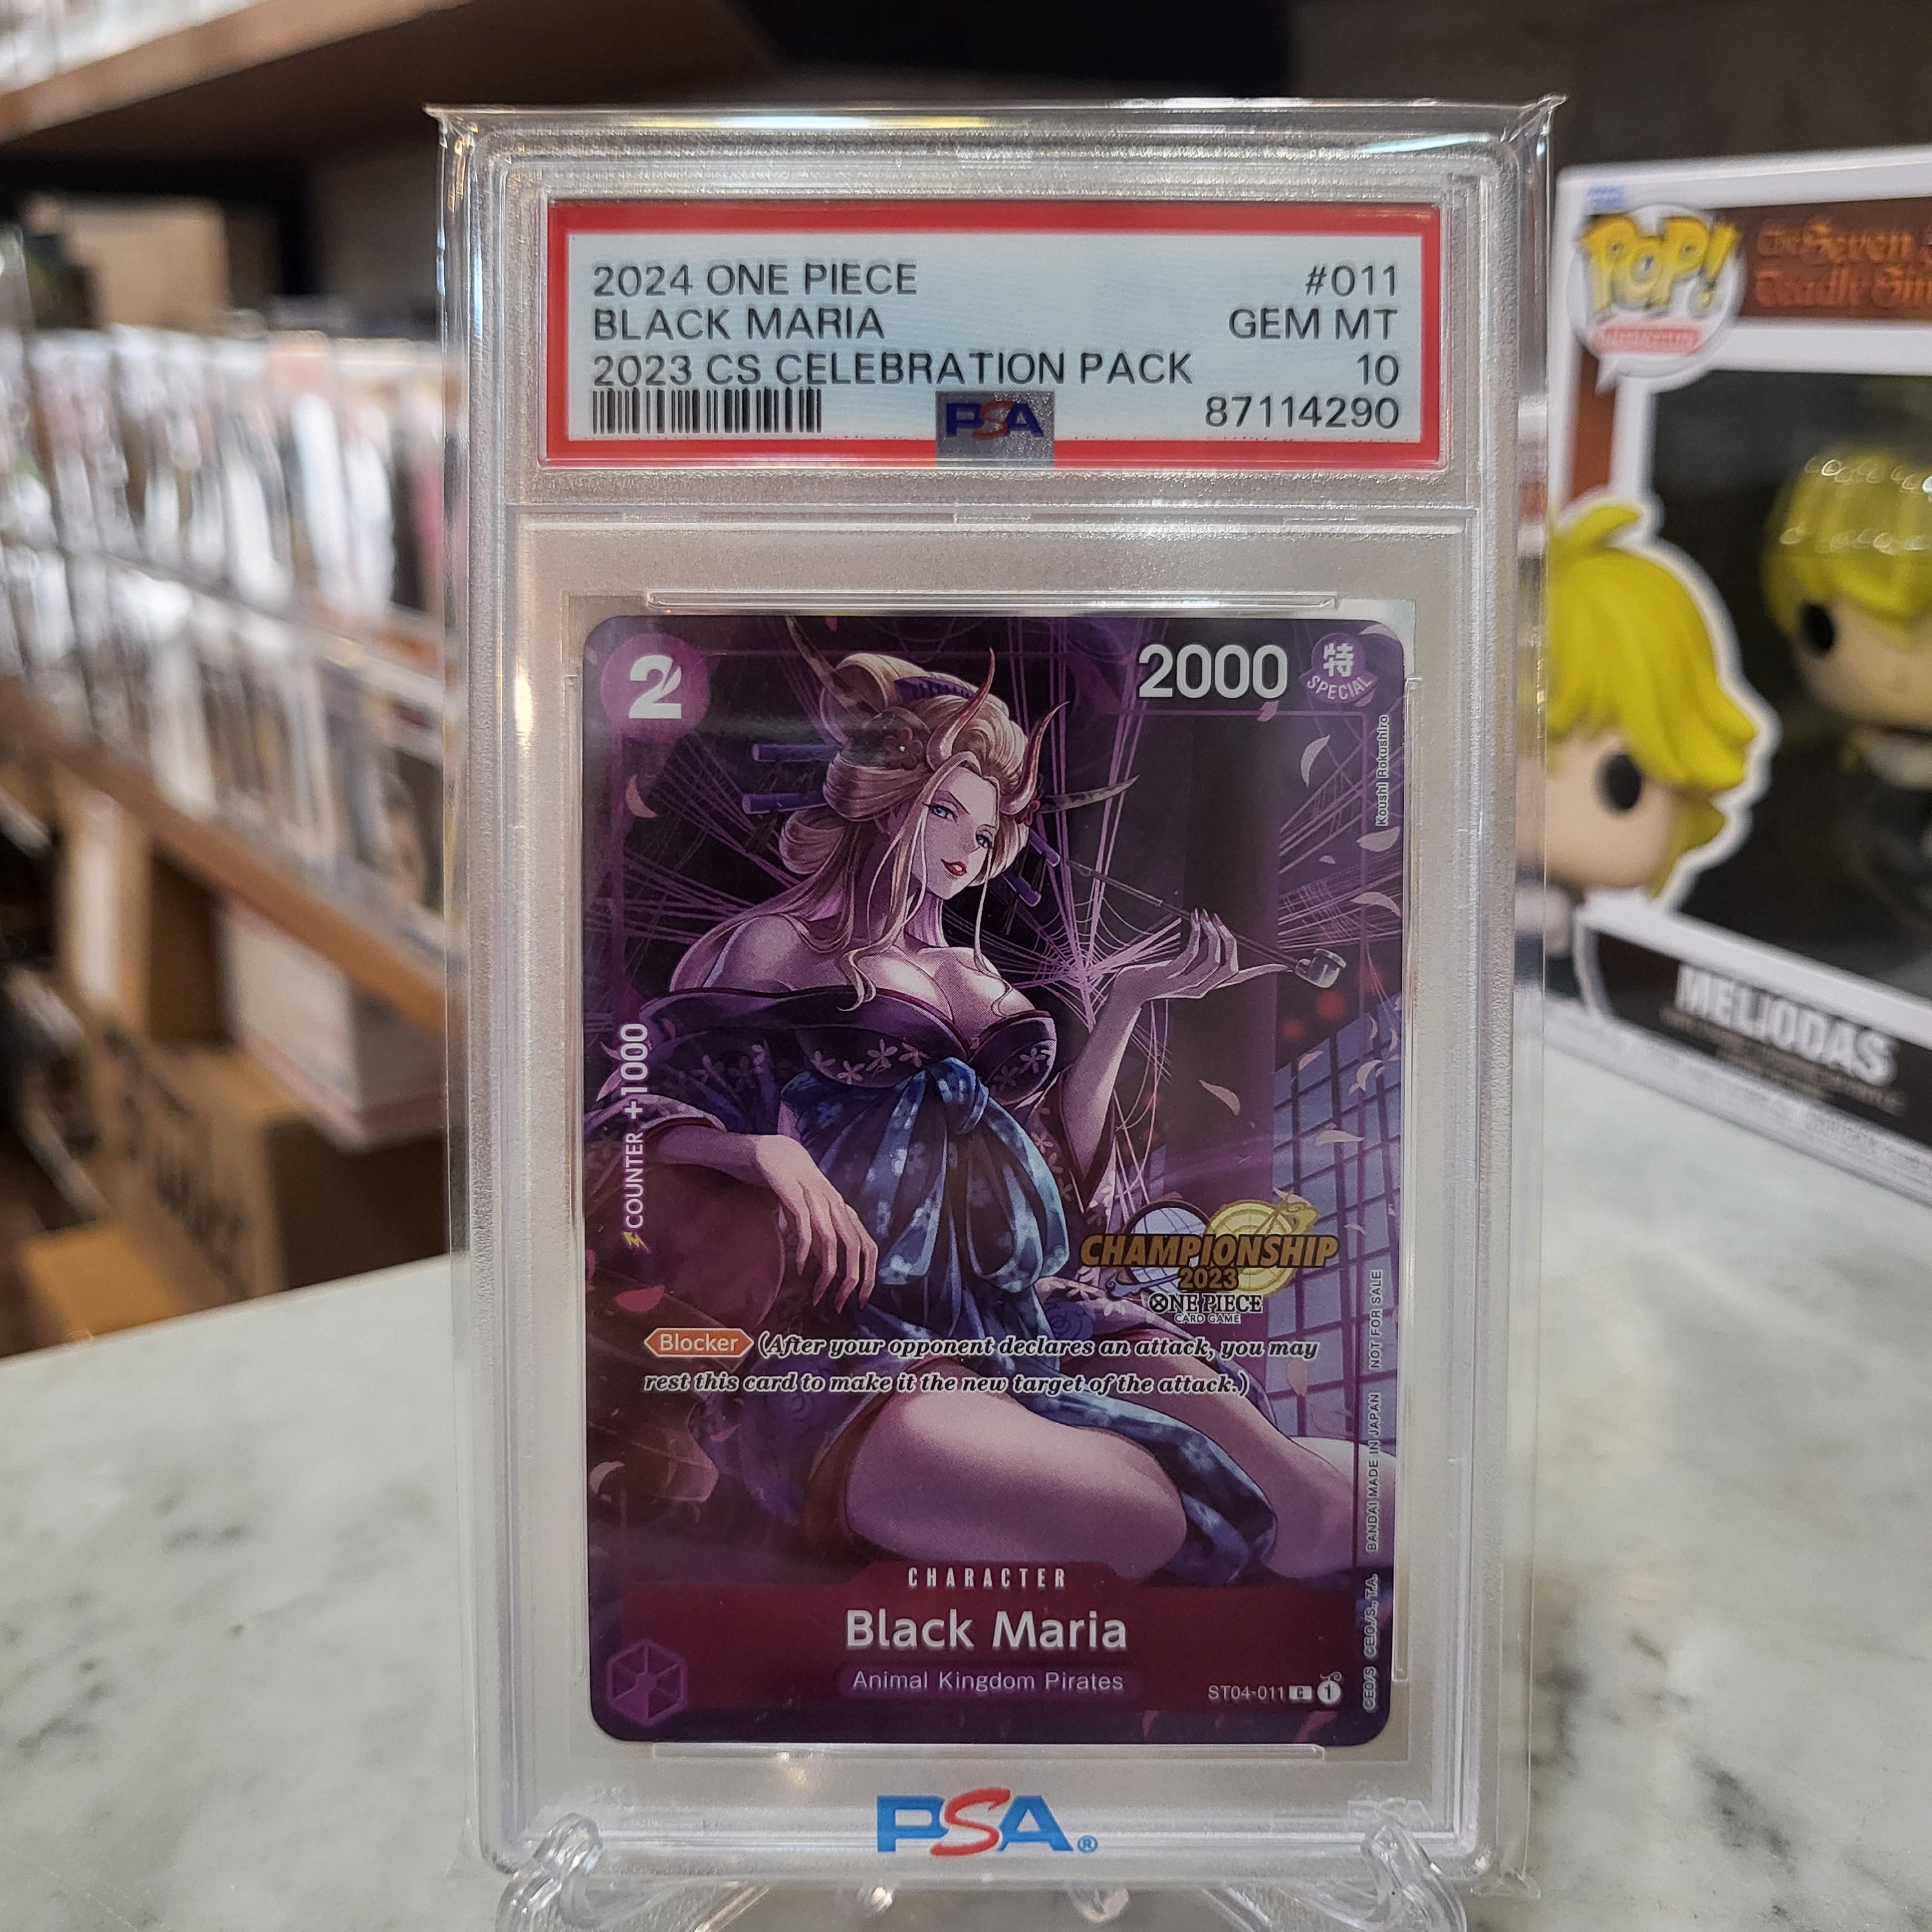 2024 ONE PIECE #011
BLACK MARIA GEM MT
2023 CS CELEBRATION PACK 10
PSA 87114290
2 2000 特
SPECIAL
Koushi Rokushiro
COUNTER +1000
CHAMPIONSHIP
2023
ONE PIECE
CARD GAME
Blocker (After your opponent declares an attack, you may
rest this card to make it the new target of the attack.)
BANDAI MADE IN JAPAN NOT FOR SALE
CHARACTER
Black Maria
Animal Kingdom Pirates
ST04-011 C 1
PSA®
POP!
ANIMATION
MELIODAS